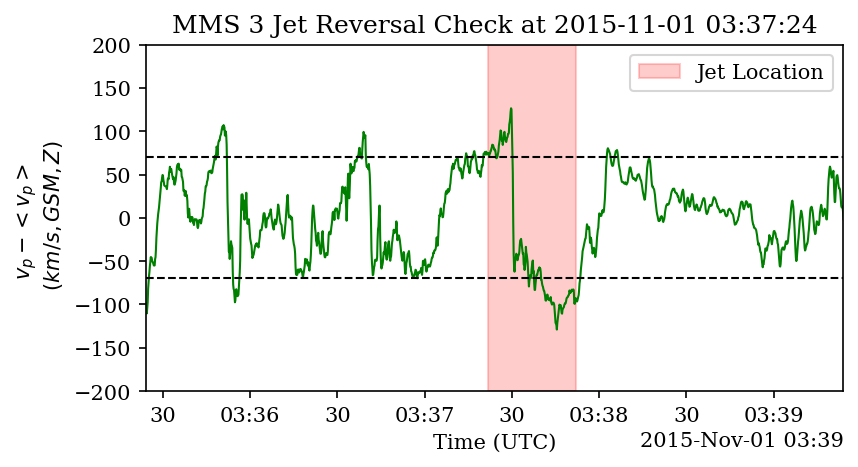 MMS 3 Jet Reversal Check at 2015-11-01 03:37:24
200
150
100
50
0
−50
−100
−150
−200
v_p − < v_p >
(km/s, GSM, Z)
Jet Location
30 03:36 30 03:37 30 03:38 30 03:39
Time (UTC)
2015-Nov-01 03:39